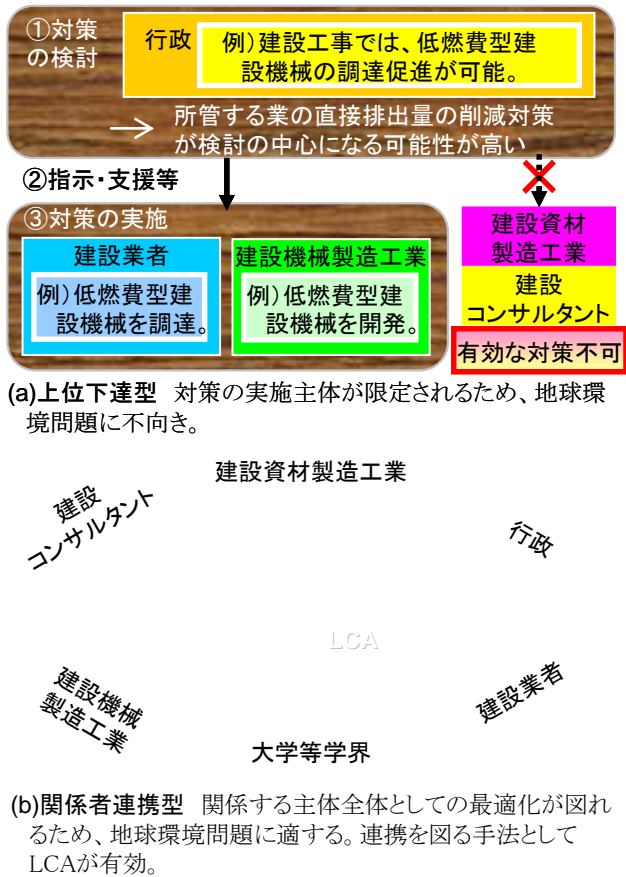 ①対策
の検討
行政
例）建設工事では、低燃費型建
設機械の調達促進が可能。
→ 所管する業の直接排出量の削減対策
が検討の中心になる可能性が高い
②指示・支援等
③対策の実施
建設業者
例）低燃費型建
設機械を調達。
建設機械製造工業
例）低燃費型建
設機械を開発。
建設資材
製造工業
建設
コンサルタント
有効な対策不可
(a)上位下達型 対策の実施主体が限定されるため、地球環
境問題に不向き。
建設資材製造工業
建設
コンサルタント
行政
LCA
建設機械
製造工業
建設業者
大学等学界
(b)関係者連携型 関係する主体全体としての最適化が図れ
るため、地球環境問題に適する。連携を図る手法として
LCAが有効。